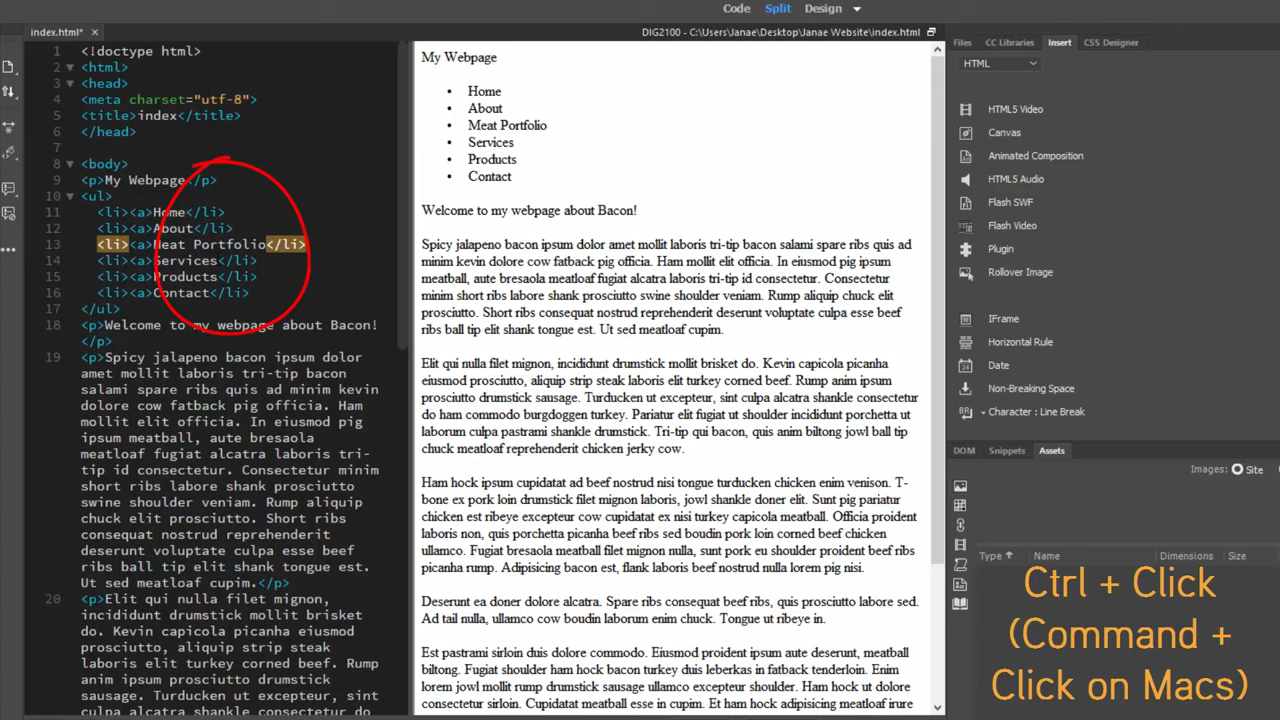 Code Split Design
index.html*
DIG2100 - C:\Users\Janae\Desktop\Janae Website\index.html
1 <!doctype html>
2 <html>
3 <head>
4 <meta charset="utf-8">
5 <title>index</title>
6 </head>
7
8 <body>
9 <p>My Webpage</p>
10 <ul>
11 <li><a>Home</li>
12 <li><a>About</li>
13 <li><a>Meat Portfolio</li>
14 <li><a>Services</li>
15 <li><a>Products</li>
16 <li><a>Contact</li>
17 </ul>
18 <p>Welcome to my webpage about Bacon!
</p>
19 <p>Spicy jalapeno bacon ipsum dolor
amet mollit laboris tri-tip bacon
salami spare ribs quis ad minim kevin
dolore cow fatback pig officia. Ham
mollit elit officia. In eiusmod pig
ipsum meatball, aute bresaola
meatloaf fugiat alcatra laboris tri-
tip id consectetur. Consectetur minim
short ribs labore shank prosciutto
swine shoulder veniam. Rump aliquip
chuck elit prosciutto. Short ribs
consequat nostrud reprehenderit
deserunt voluptate culpa esse beef
ribs ball tip elit shank tongue est.
Ut sed meatloaf cupim.</p>
20 <p>Elit qui nulla filet mignon,
incididunt drumstick mollit brisket
do. Kevin capicola picanha eiusmod
prosciutto, aliquip strip steak
laboris elit turkey corned beef. Rump
anim ipsum prosciutto drumstick
sausage. Turducken ut excepteur, sint
culpa alcatra shankle consectetur do
My Webpage
• Home
• About
• Meat Portfolio
• Services
• Products
• Contact
Welcome to my webpage about Bacon!
Spicy jalapeno bacon ipsum dolor amet mollit laboris tri-tip bacon salami spare ribs quis ad
minim kevin dolore cow fatback pig officia. Ham mollit elit officia. In eiusmod pig ipsum
meatball, aute bresaola meatloaf fugiat alcatra laboris tri-tip id consectetur. Consectetur
minim short ribs labore shank prosciutto swine shoulder veniam. Rump aliquip chuck elit
prosciutto. Short ribs consequat nostrud reprehenderit deserunt voluptate culpa esse beef
ribs ball tip elit shank tongue est. Ut sed meatloaf cupim.
Elit qui nulla filet mignon, incididunt drumstick mollit brisket do. Kevin capicola picanha
eiusmod prosciutto, aliquip strip steak laboris elit turkey corned beef. Rump anim ipsum
prosciutto drumstick sausage. Turducken ut excepteur, sint culpa alcatra shankle consectetur
do ham commodo burgdoggen turkey. Pariatur elit fugiat ut shoulder incididunt porchetta ut
laborum culpa pastrami shankle drumstick. Tri-tip qui bacon, quis anim biltong jowl ball tip
chuck meatloaf reprehenderit chicken jerky cow.
Ham hock ipsum cupidatat ad beef nostrud nisi tongue turducken chicken enim venison. T-
bone ex pork loin drumstick filet mignon laboris, jowl shankle doner elit. Sunt pig pariatur
chicken est ribeye excepteur cow cupidatat ex nisi turkey capicola meatball. Officia proident
laboris non, quis porchetta picanha beef ribs sed boudin pork loin corned beef chicken
ullamco. Fugiat bresaola meatball filet mignon nulla, sunt pork eu shoulder proident beef ribs
picanha rump. Adipisicing bacon est, flank laboris beef nostrud nulla lorem pig nisi.
Deserunt ea doner dolore alcatra. Spare ribs consequat beef ribs, quis prosciutto labore sed.
Ad tail nulla, ullamco cow boudin laborum enim chuck. Tongue ut ribeye in.
Est pastrami sirloin duis dolore commodo. Eiusmod proident ipsum aute deserunt, meatball
biltong. Fugiat shoulder ham hock bacon turkey duis leberkas in fatback tenderloin. Enim
lorem jowl mollit rump drumstick sausage ullamco excepteur shoulder. Ham hock ut dolore
consectetur sirloin. Cupidatat meatball esse in cupim. Et ham hock bacon meatloaf aute irure
Files CC Libraries Insert CSS Designer
HTML
HTML5 Video
Canvas
Animated Composition
HTML5 Audio
Flash SWF
Flash Video
Plugin
Rollover Image
IFrame
Horizontal Rule
Date
Non-Breaking Space
BR Character : Line Break
DOM Snippets Assets
Images: Site
Type Name Dimensions Size
Ctrl + Click
(Command +
Click on Macs)